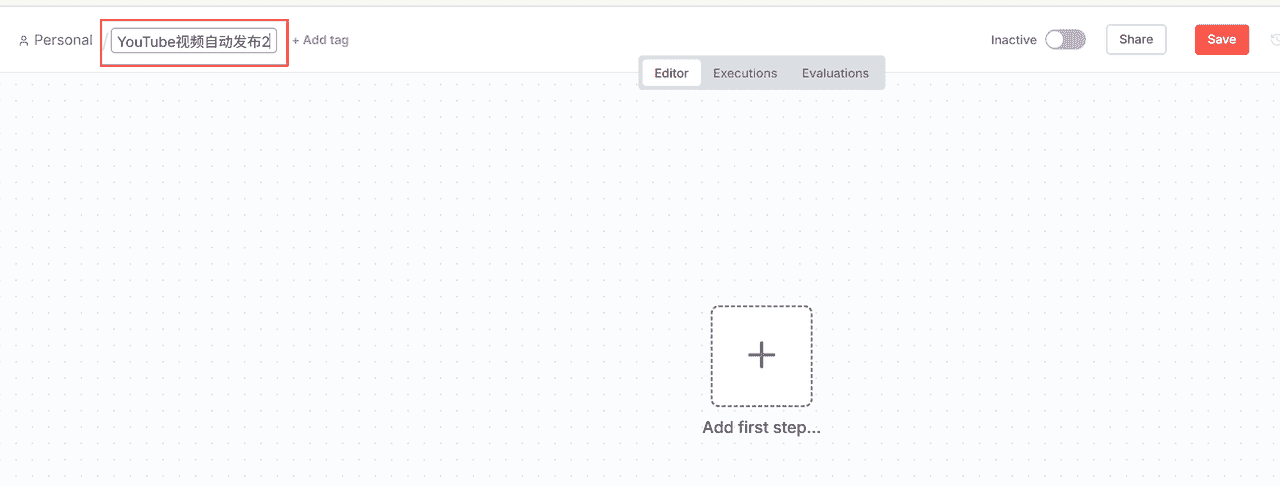 Personal / YouTube视频自动发布2 + Add tag Inactive Share Save
Editor Executions Evaluations
Add first step...